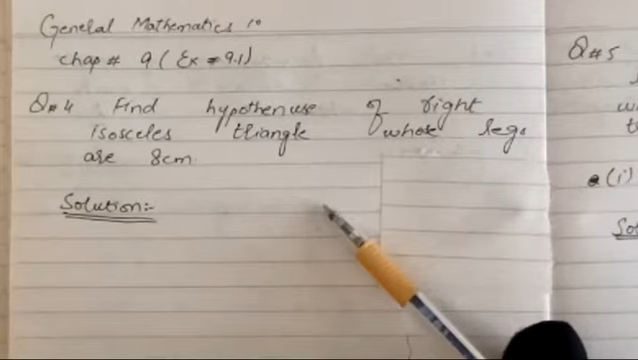 General Mathematics 10
chap # 9 (Ex # 9.1)
Q#4 Find hypothenuse of right
isosceles triangle whose legs
are 8cm.
Solution:-
Q#5
(i)